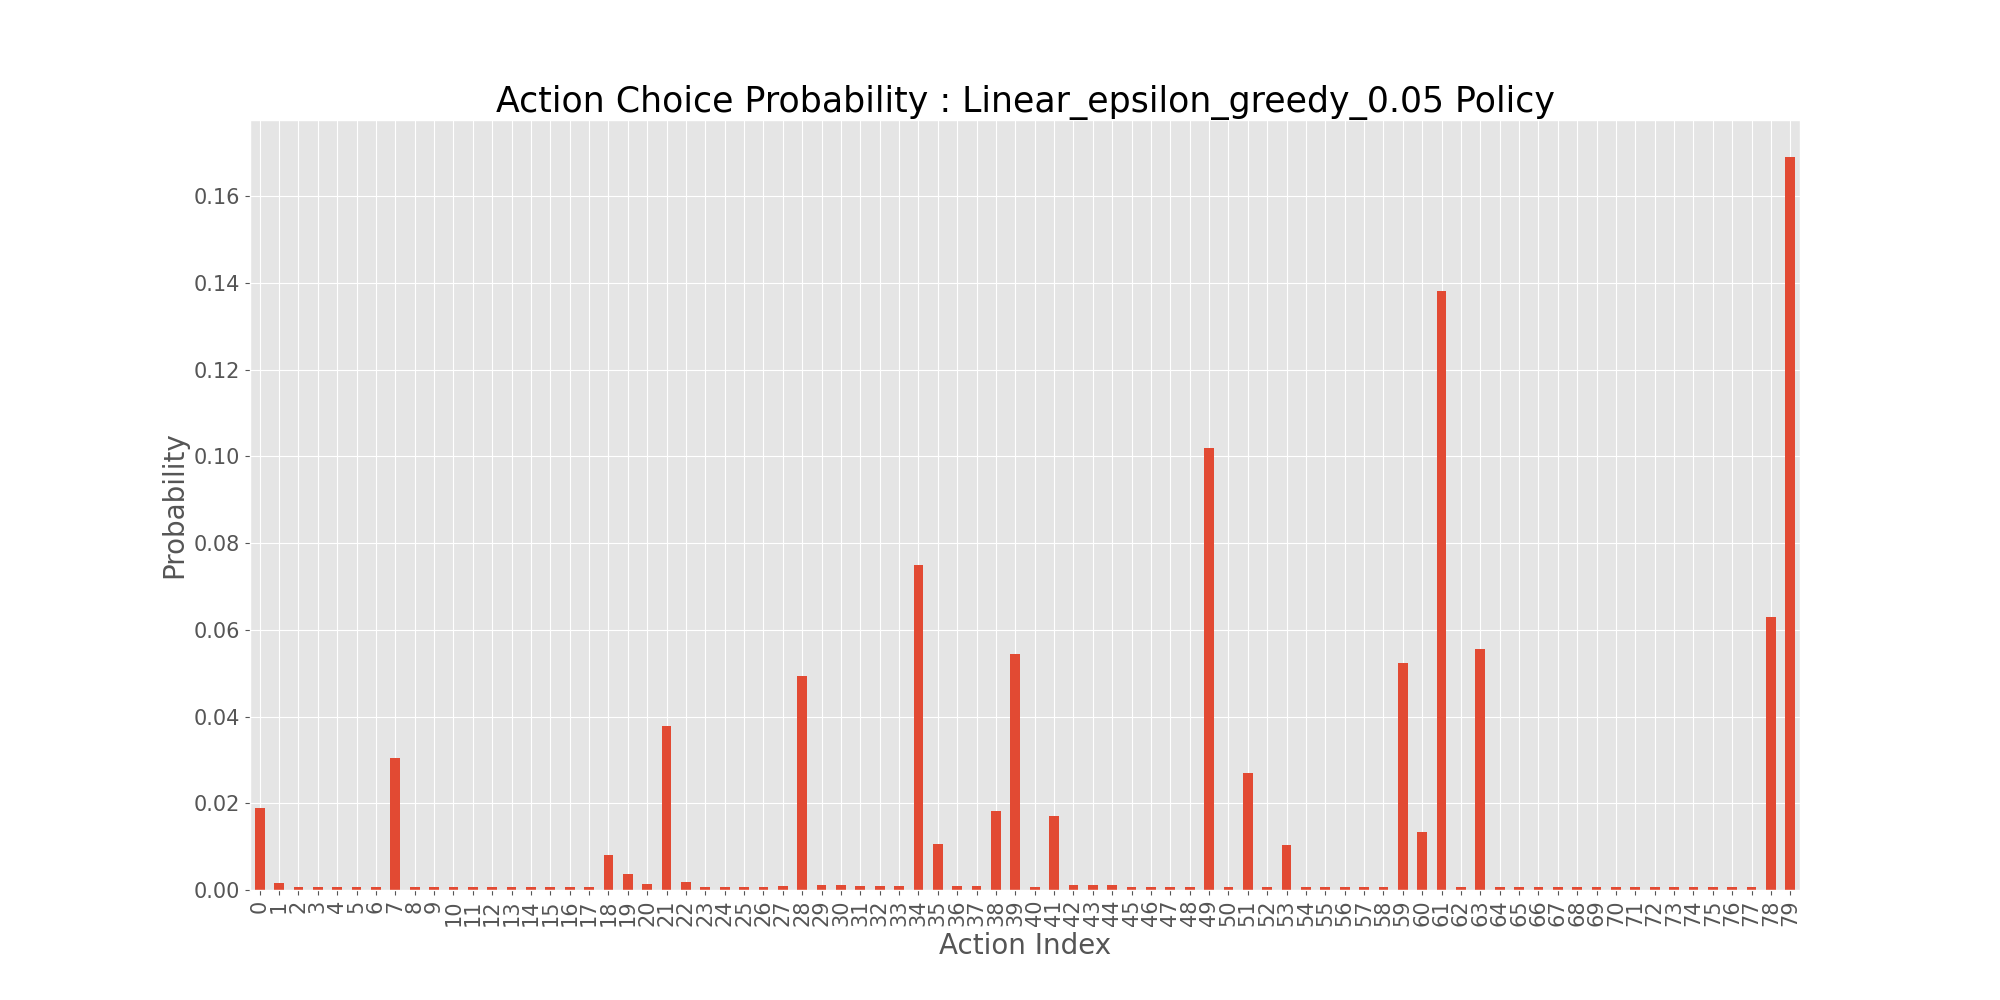 Action Choice Probability : Linear_epsilon_greedy_0.05 Policy
0.16
0.14
0.12
0.10
0.08
0.06
0.04
0.02
0.00
Probability
0 1 2 3 4 5 6 7 8 9 10 11 12 13 14 15 16 17 18 19 20 21 22 23 24 25 26 27 28 29 30 31 32 33 34 35 36 37 38 39 40 41 42 43 44 45 46 47 48 49 50 51 52 53 54 55 56 57 58 59 60 61 62 63 64 65 66 67 68 69 70 71 72 73 74 75 76 77 78 79
Action Index